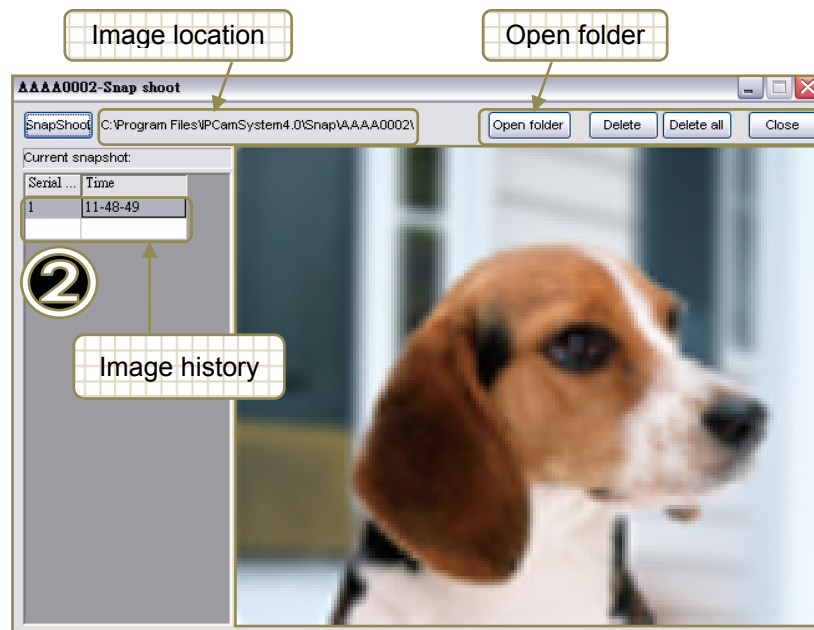 Image location
Open folder
AAAA0002-Snap shoot
SnapShoot C:\Program Files\IPCamSystem4.0\Snap\AAAA0002\ Open folder Delete Delete all Close
Current snapshot:
Serial ... Time
1 11-48-49
2
Image history